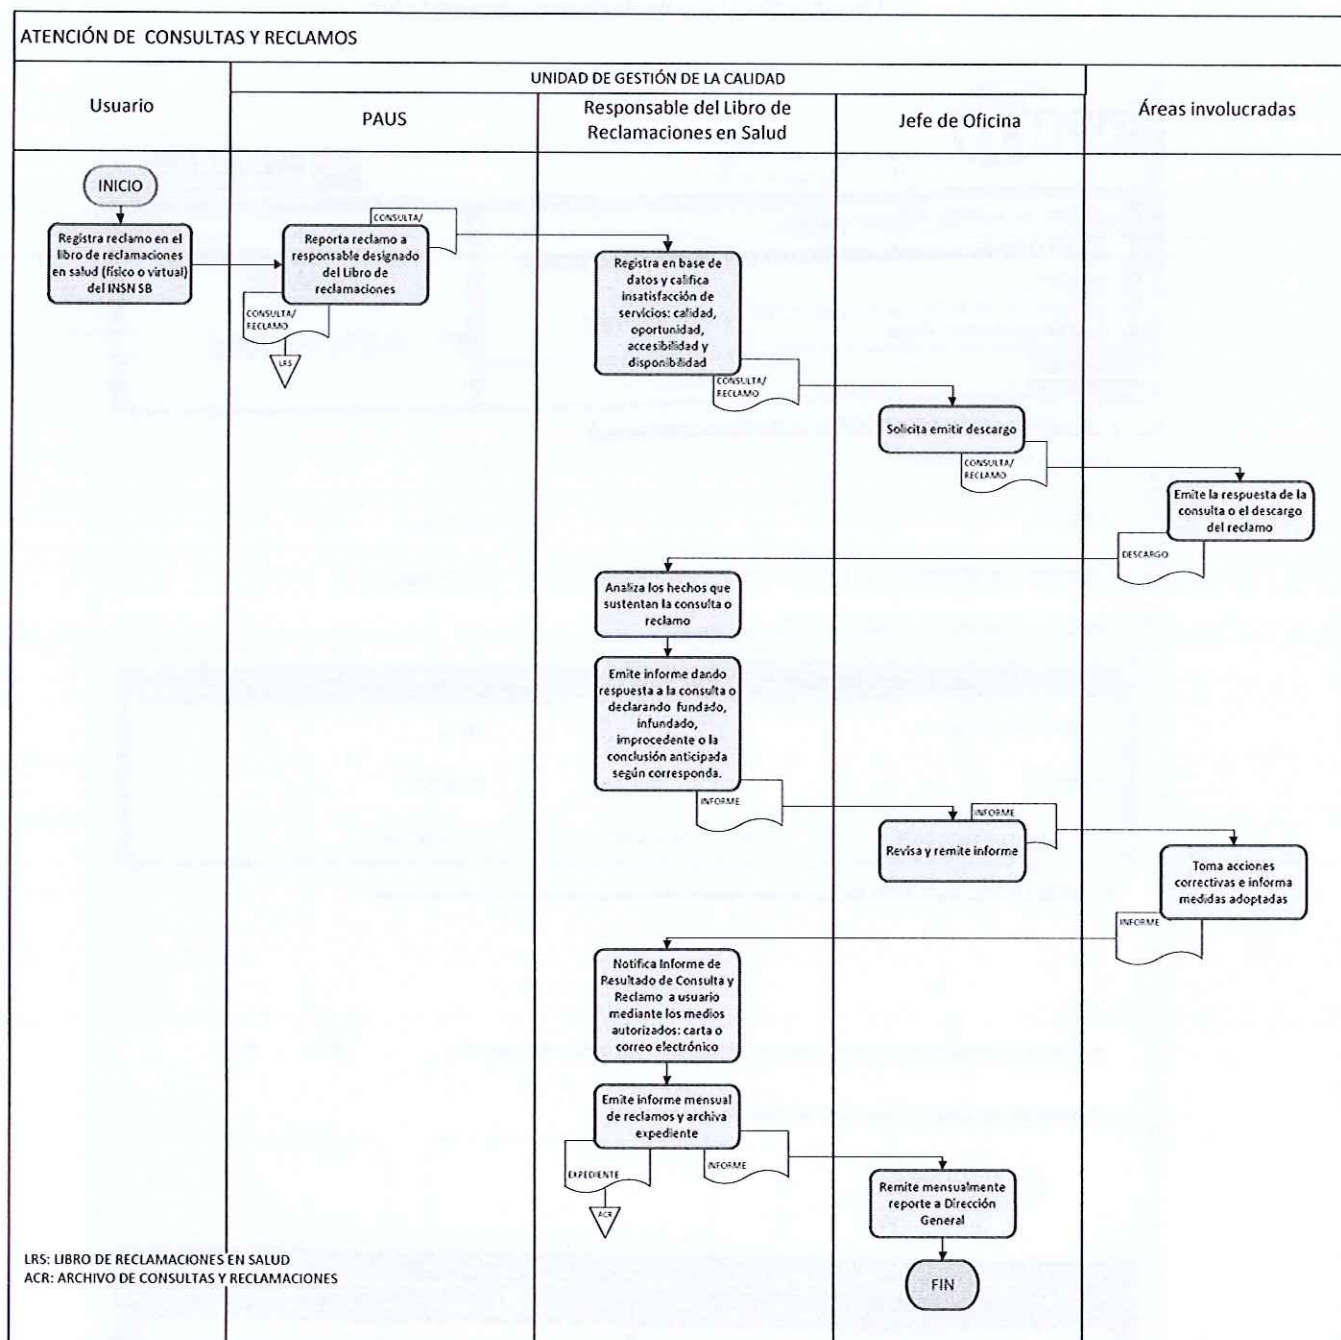 ATENCIÓN DE CONSULTAS Y RECLAMOS
UNIDAD DE GESTIÓN DE LA CALIDAD
Usuario
PAUS
Responsable del Libro de
Reclamaciones en Salud
Jefe de Oficina
Áreas involucradas
INICIO
Registra reclamo en el
libro de reclamaciones
en salud (físico o virtual)
del INSN SB
CONSULTA/
Reporta reclamo a
responsable designado
del Libro de
reclamaciones
CONSULTA/
RECLAMO
LRS
Registra en base de
datos y califica
insatisfacción de
servicios: calidad,
oportunidad,
accesibilidad y
disponibilidad
CONSULTA/
RECLAMO
Solicita emitir descargo
CONSULTA/
RECLAMO
Emite la respuesta de la
consulta o el descargo
del reclamo
DESCARGO
Analiza los hechos que
sustentan la consulta o
reclamo
Emite informe dando
respuesta a la consulta o
declarando fundado,
infundado,
improcedente o la
conclusión anticipada
según corresponda.
INFORME
INFORME
Revisa y remite informe
Toma acciones
correctivas e informa
medidas adoptadas
INFORME
Notifica Informe de
Resultado de Consulta y
Reclamo a usuario
mediante los medios
autorizados: carta o
correo electrónico
Emite informe mensual
de reclamos y archiva
expediente
EXPEDIENTE
INFORME
ACR
Remite mensualmente
reporte a Dirección
General
FIN
LRS: LIBRO DE RECLAMACIONES EN SALUD
ACR: ARCHIVO DE CONSULTAS Y RECLAMACIONES